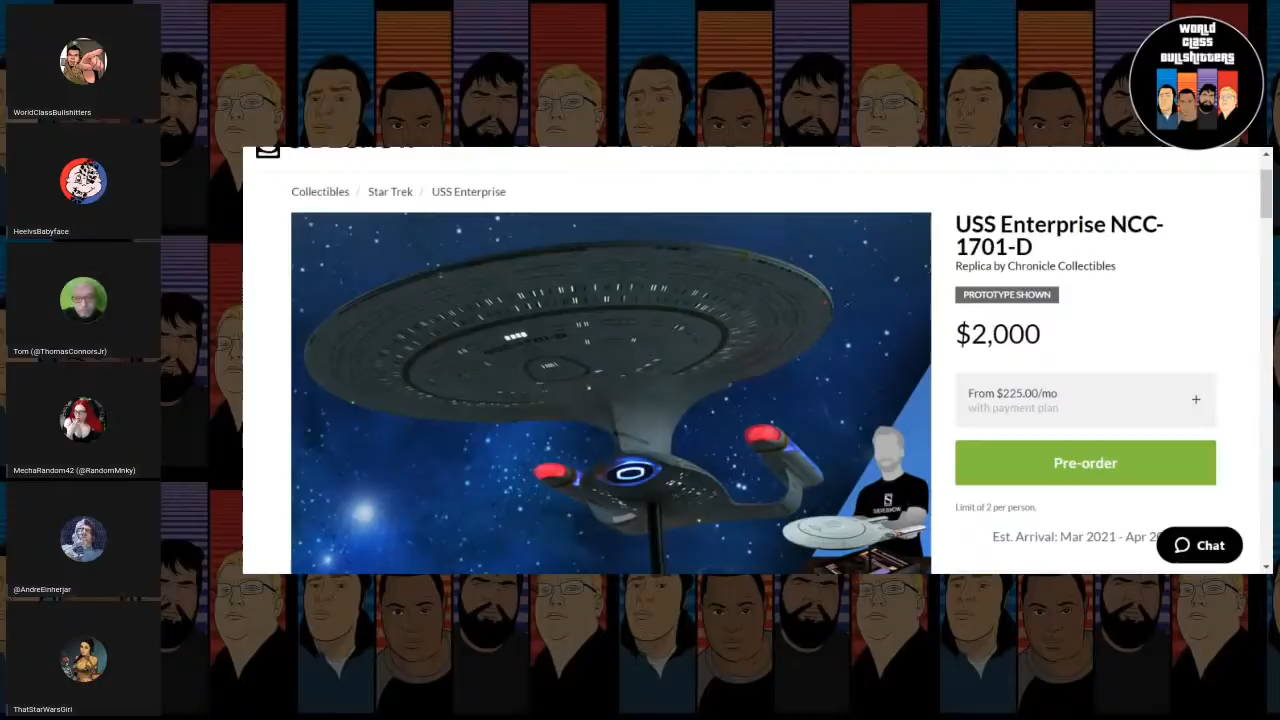 WORLD
CLASS
BULLSHITTERS
WorldClassBullshitters
HeelvsBabyface
Tom (@ThomasConnorsJr)
MechaRandom42 (@RandomMnky)
@AndreEinherjar
ThatStarWarsGirl
Collectibles / Star Trek / USS Enterprise
USS Enterprise NCC-
1701-D
Replica by Chronicle Collectibles
PROTOTYPE SHOWN
$2,000
From $225.00/mo
with payment plan
+
Pre-order
Limit of 2 per person.
Est. Arrival: Mar 2021 - Apr 20
Chat
SIDESHOW